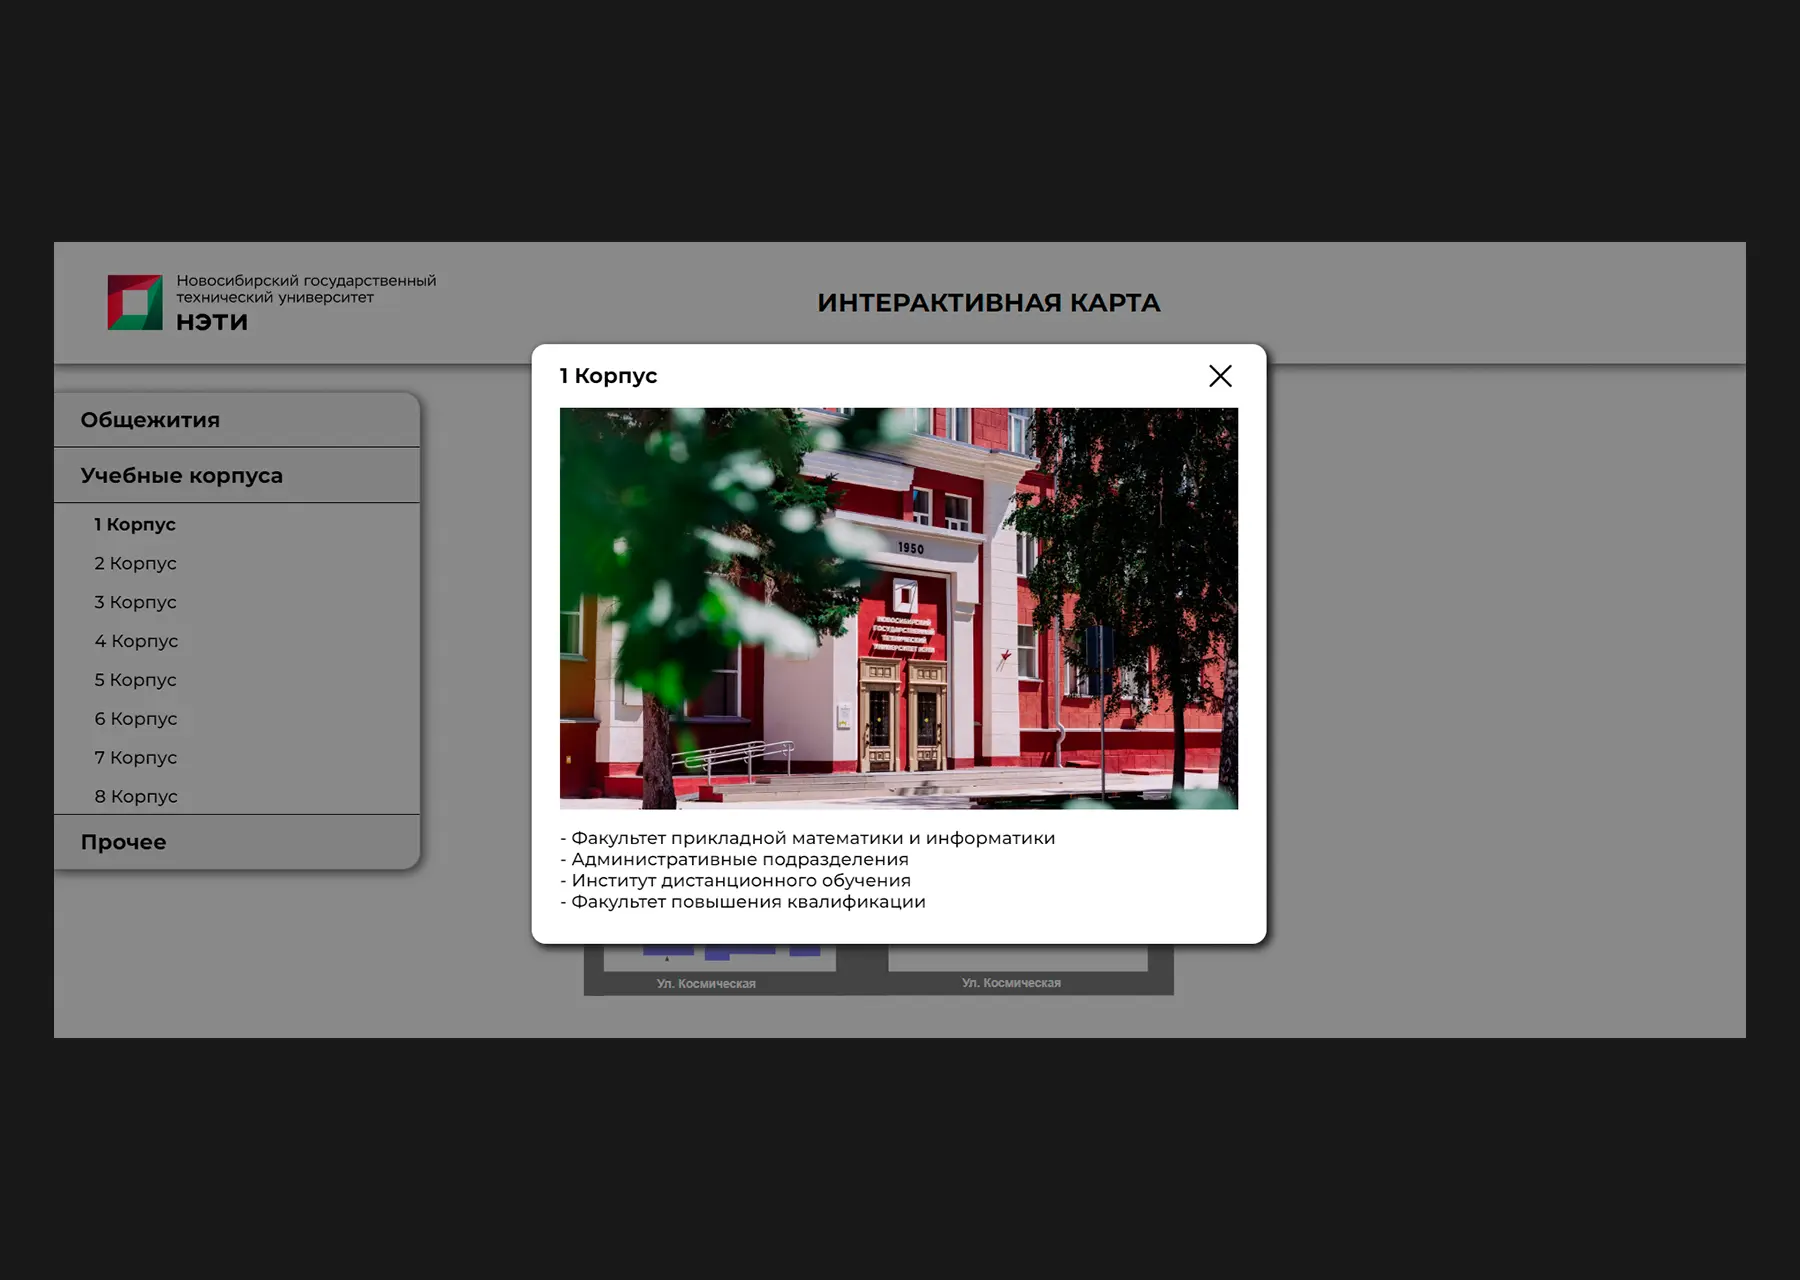 Новосибирский государственный
технический университет
НЭТИ
ИНТЕРАКТИВНАЯ КАРТА
Общежития
Учебные корпуса
1 Корпус
2 Корпус
3 Корпус
4 Корпус
5 Корпус
6 Корпус
7 Корпус
8 Корпус
Прочее
1 Корпус
1950
НОВОСИБИРСКИЙ
ГОСУДАРСТВЕННЫЙ
ТЕХНИЧЕСКИЙ
УНИВЕРСИТЕТ НЭТИ
- Факультет прикладной математики и информатики
- Административные подразделения
- Институт дистанционного обучения
- Факультет повышения квалификации
Ул. Космическая
Ул. Космическая